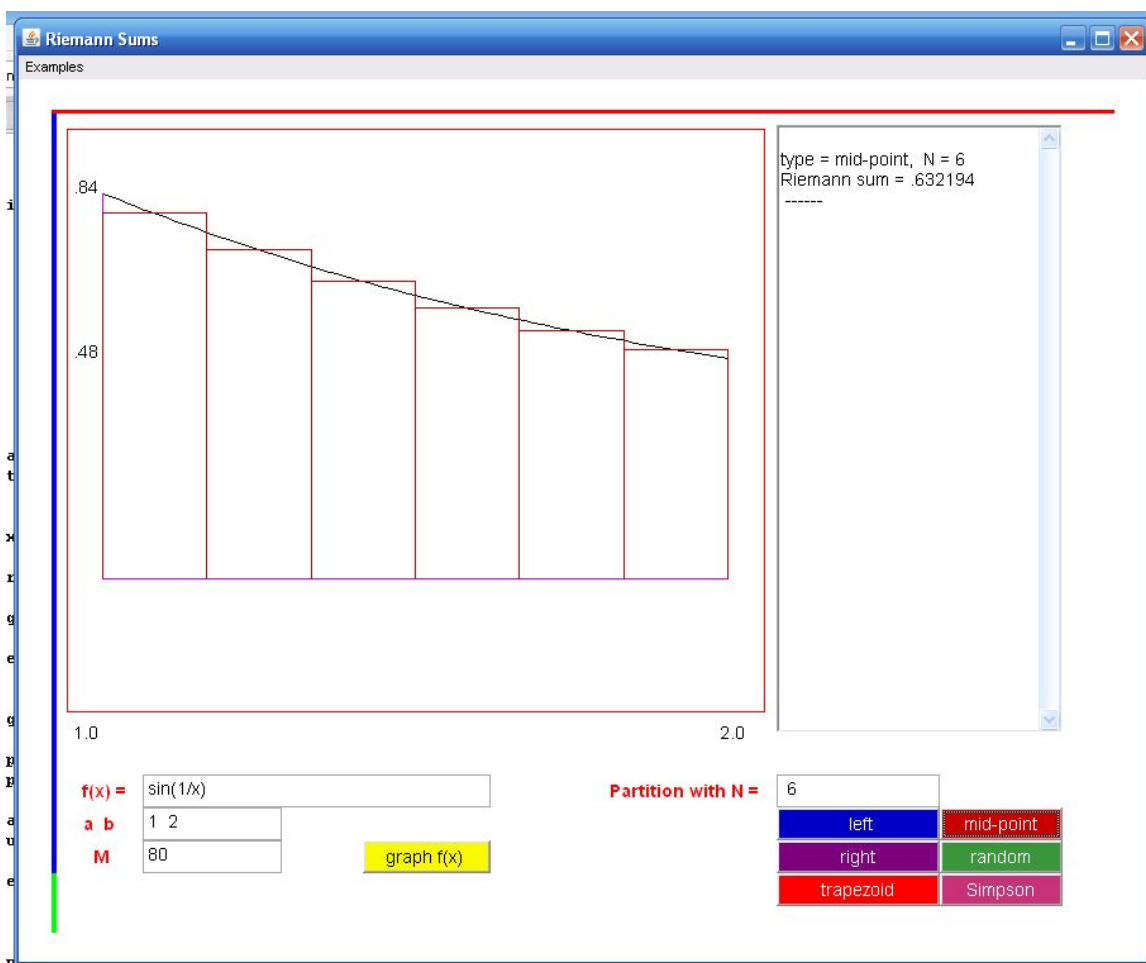 Riemann Sums
Examples
type = mid-point, N = 6
Riemann sum = .632194
------
.84
.48
1.0 2.0
f(x) = sin(1/x) Partition with N = 6
a b 1 2 left mid-point
M 80 graph f(x) right random
trapezoid Simpson